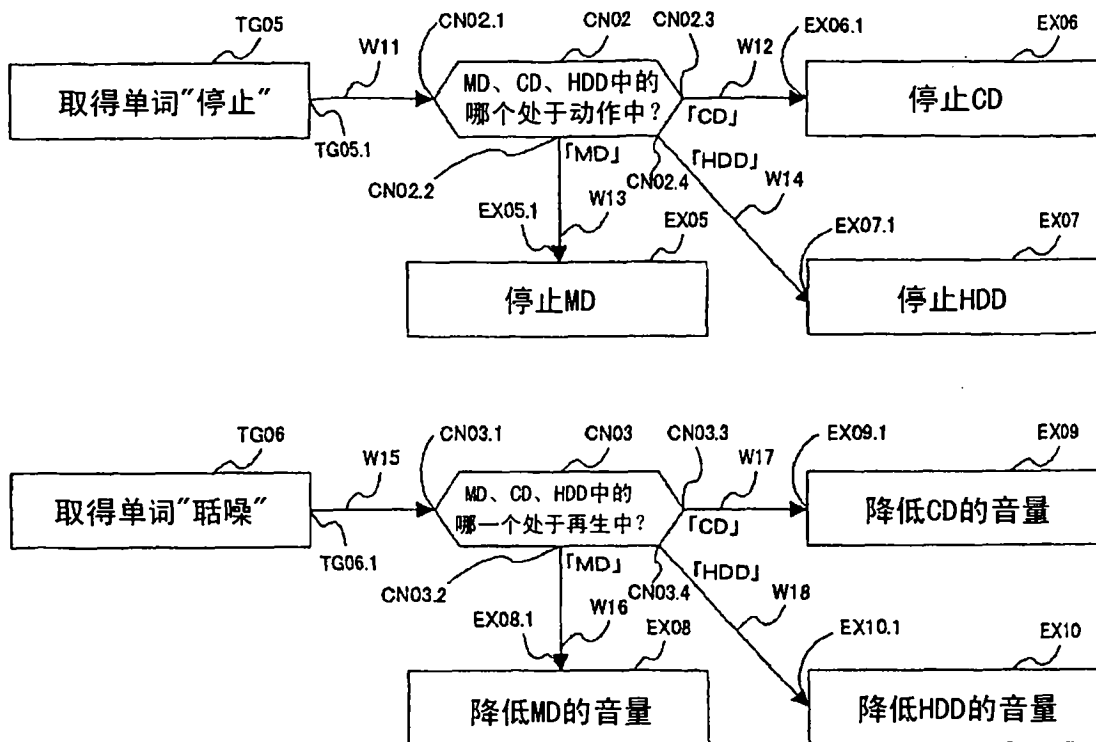 TG05
W11
CN02.1
CN02
CN02.3
W12
EX06.1
EX06
取得单词"停止"
MD、CD、HDD中的
哪个处于动作中?
停止CD
TG05.1
「CD」
「MD」
「HDD」
CN02.2
CN02.4
W14
EX05.1
W13
EX05
EX07.1
EX07
停止MD
停止HDD
TG06
W15
CN03.1
CN03
CN03.3
W17
EX09.1
EX09
取得单词"聒噪"
MD、CD、HDD中的
哪一个处于再生中?
降低CD的音量
TG06.1
「CD」
「MD」
「HDD」
CN03.2
CN03.4
W18
EX08.1
W16
EX08
EX10.1
EX10
降低MD的音量
降低HDD的音量